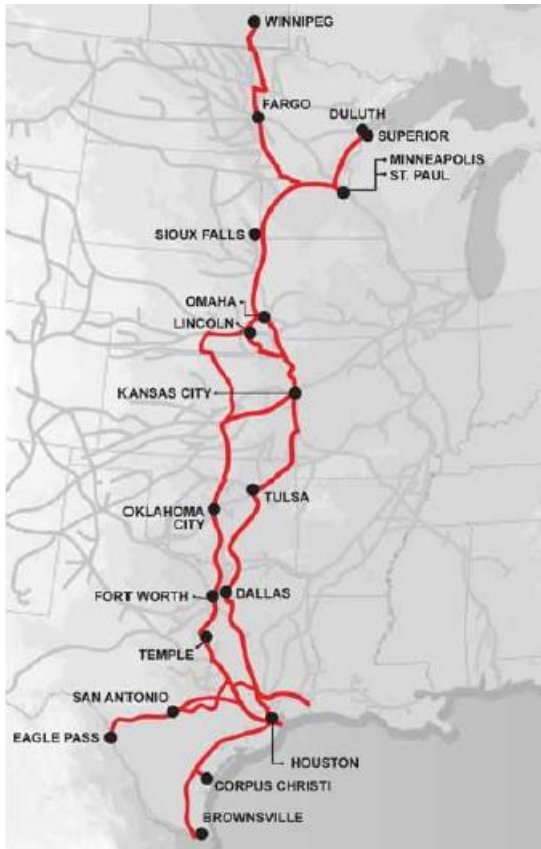 WINNIPEG
FARGO
DULUTH
SUPERIOR
MINNEAPOLIS
ST. PAUL
SIOUX FALLS
OMAHA
LINCOLN
KANSAS CITY
TULSA
OKLAHOMA
CITY
FORT WORTH
DALLAS
TEMPLE
SAN ANTONIO
EAGLE PASS
HOUSTON
CORPUS CHRISTI
BROWNSVILLE